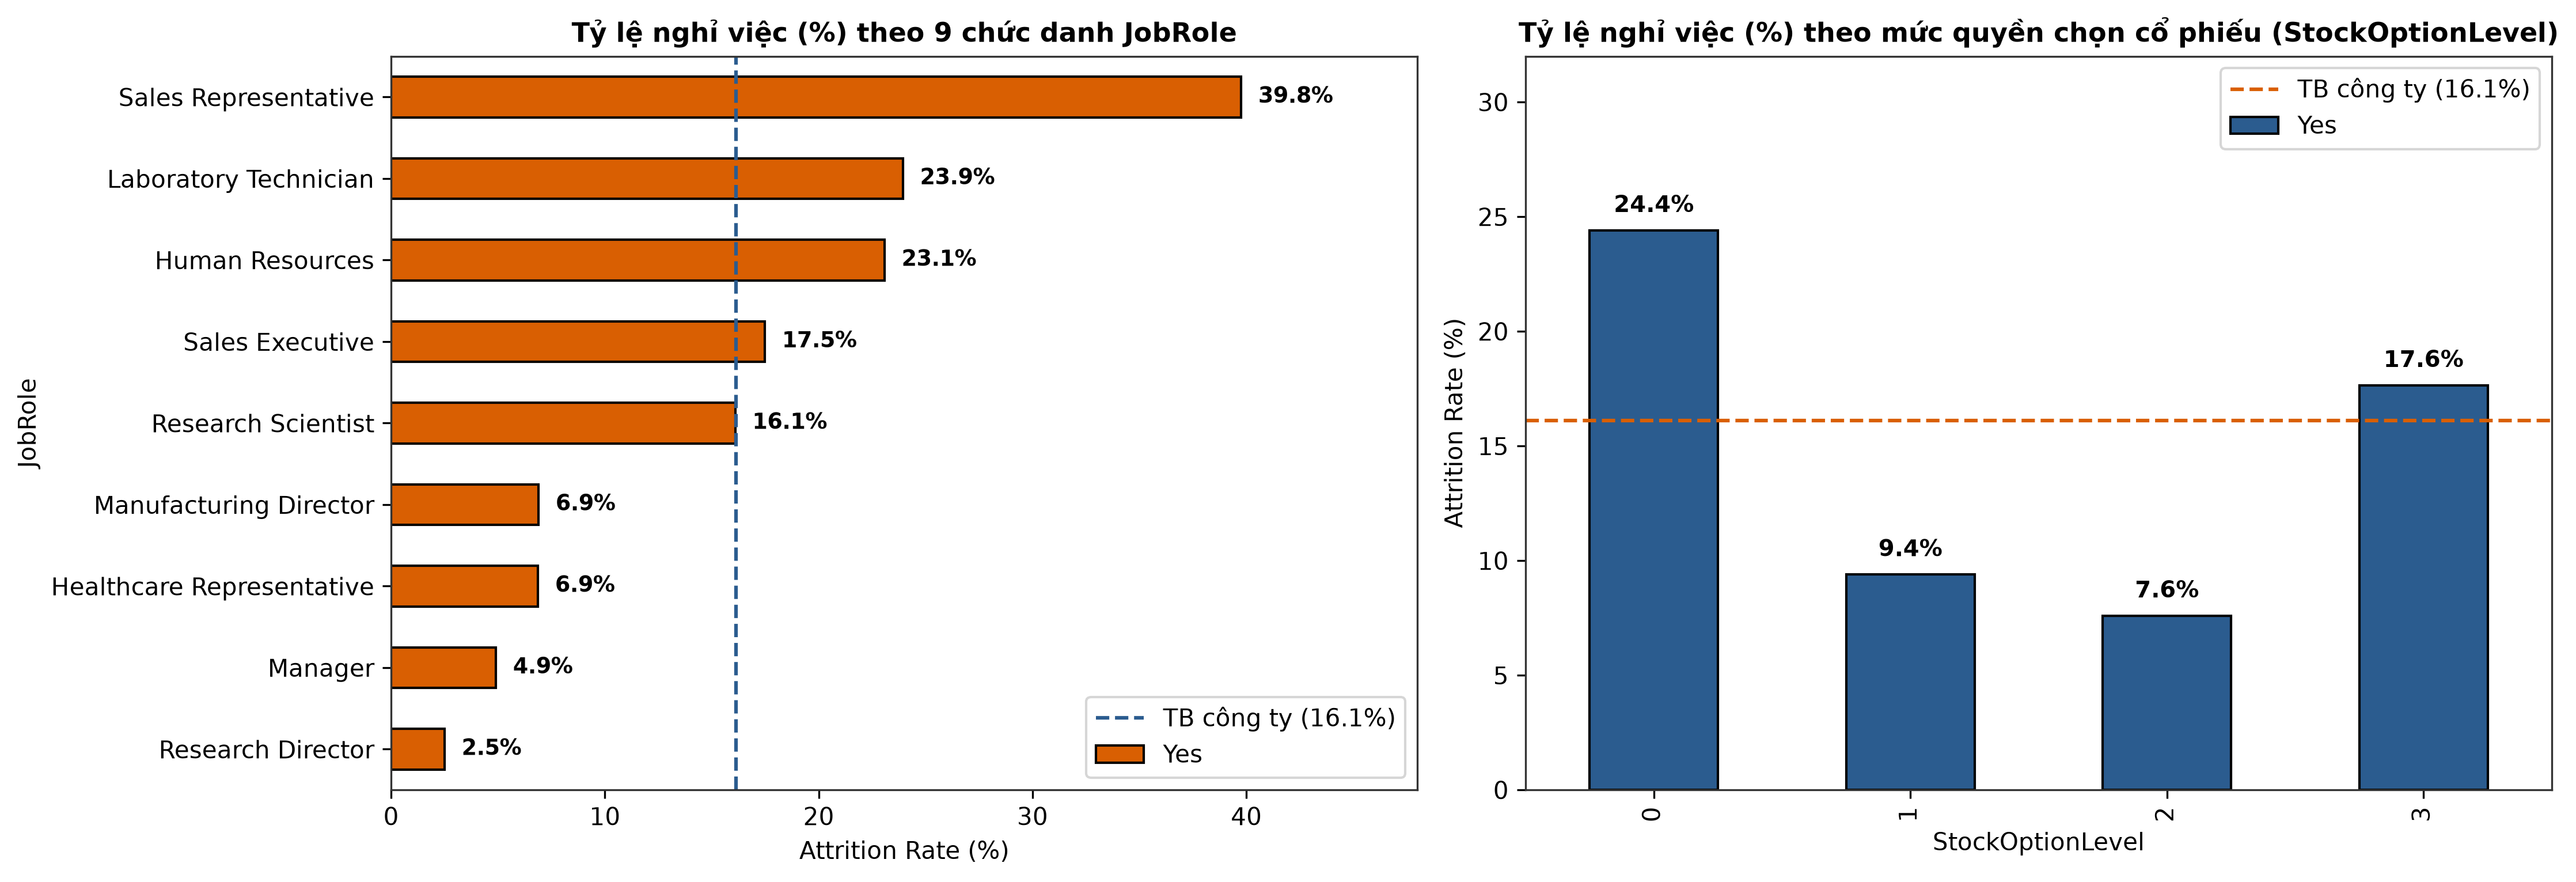 Tỷ lệ nghỉ việc (%) theo 9 chức danh JobRole
JobRole
Sales Representative
39.8%
Laboratory Technician
23.9%
Human Resources
23.1%
Sales Executive
17.5%
Research Scientist
16.1%
Manufacturing Director
6.9%
Healthcare Representative
6.9%
Manager
4.9%
Research Director
2.5%
TB công ty (16.1%)
Yes
0 10 20 30 40
Attrition Rate (%)
Tỷ lệ nghỉ việc (%) theo mức quyền chọn cổ phiếu (StockOptionLevel)
TB công ty (16.1%)
Yes
Attrition Rate (%)
30
25
20
15
10
5
0
24.4%
9.4%
7.6%
17.6%
0 1 2 3
StockOptionLevel